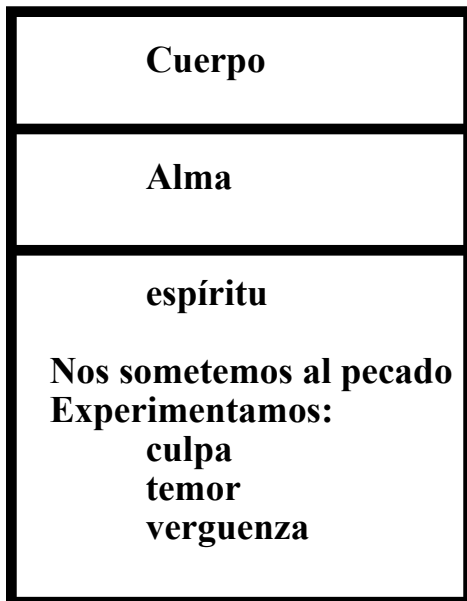 Cuerpo
Alma
espíritu
Nos sometemos al pecado
Experimentamos:
culpa
temor
verguenza